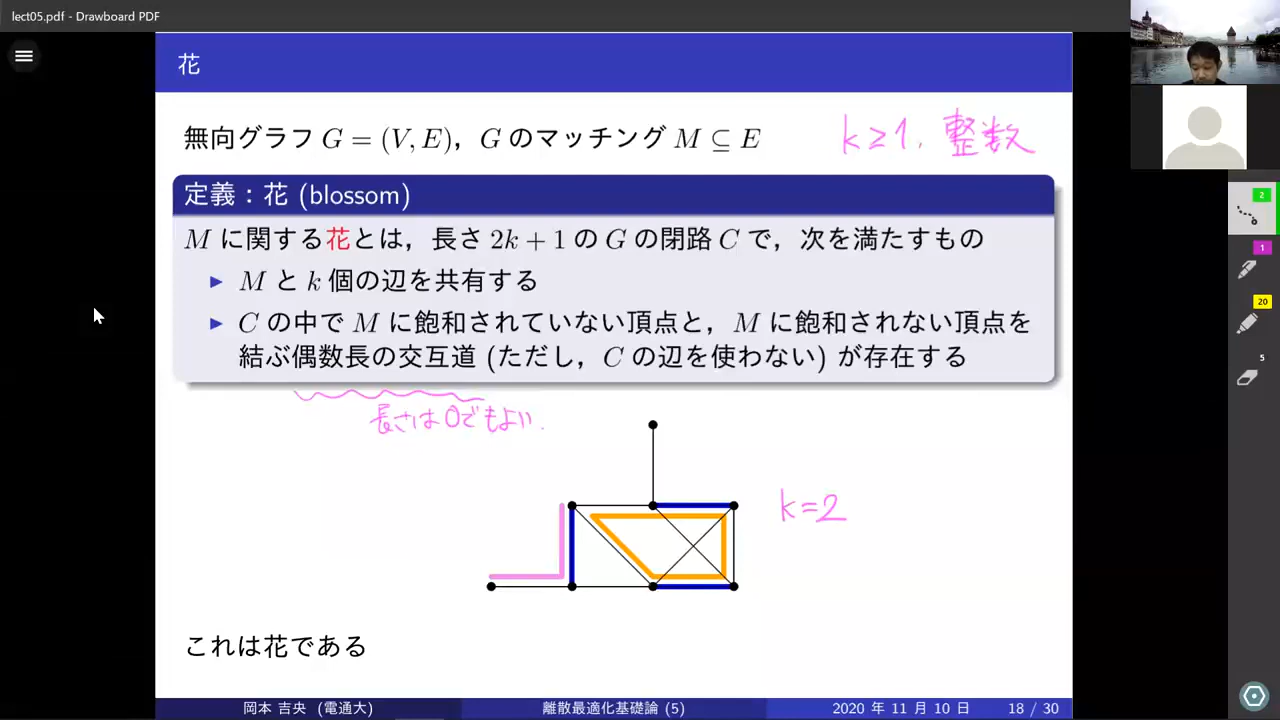 lect05.pdf - Drawboard PDF
花
無向グラフ G = (V, E)，G のマッチング M ⊆ E
k≥1. 整数
定義：花 (blossom)
M に関する花とは，長さ 2k + 1 の G の閉路 C で，次を満たすもの
▶ M と k 個の辺を共有する
▶ C の中で M に飽和されていない頂点と，M に飽和されない頂点を
結ぶ偶数長の交互道 (ただし，C の辺を使わない) が存在する
長さは0でもよい.
k=2
これは花である
岡本 吉央 (電通大)
離散最適化基礎論 (5)
2020 年 11 月 10 日
18 / 30
2
1
20
5